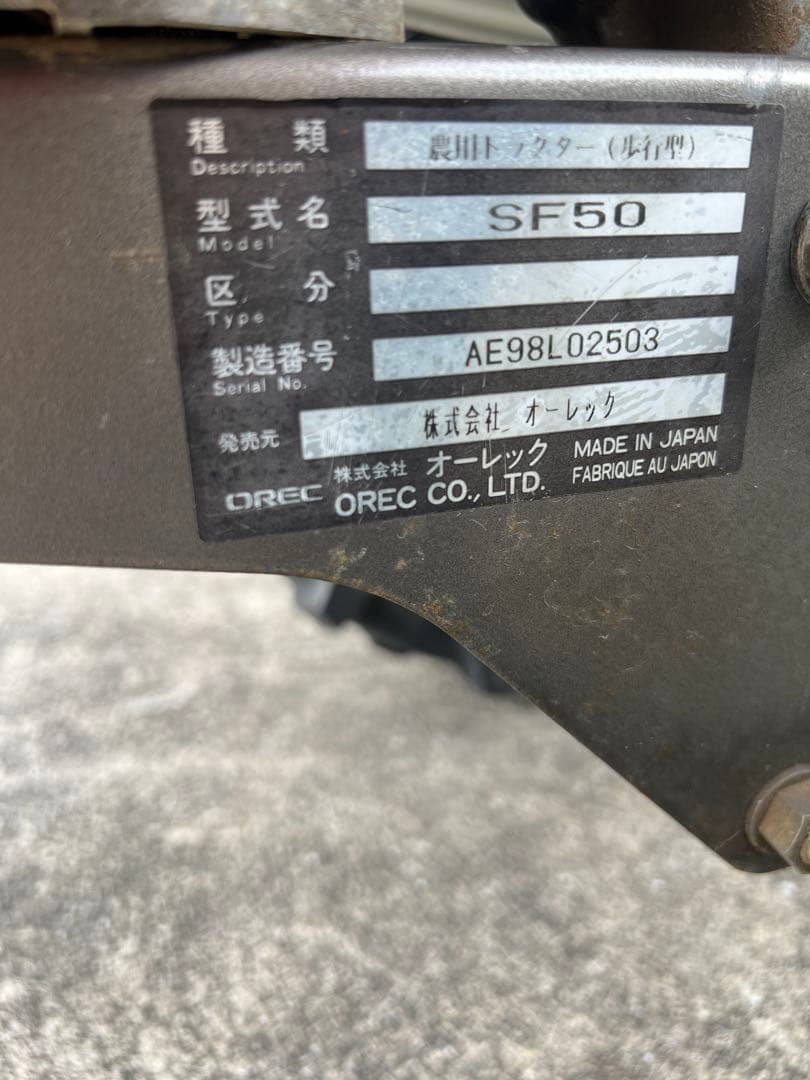 種類 農用トラクター(歩行型)
Description
型式名 SF50
Model
区分
Type
製造番号 AE98L02503
Serial No.
発売元 株式会社 オーレック
OREC 株式会社 オーレック MADE IN JAPAN
OREC CO., LTD. FABRIQUE AU JAPON